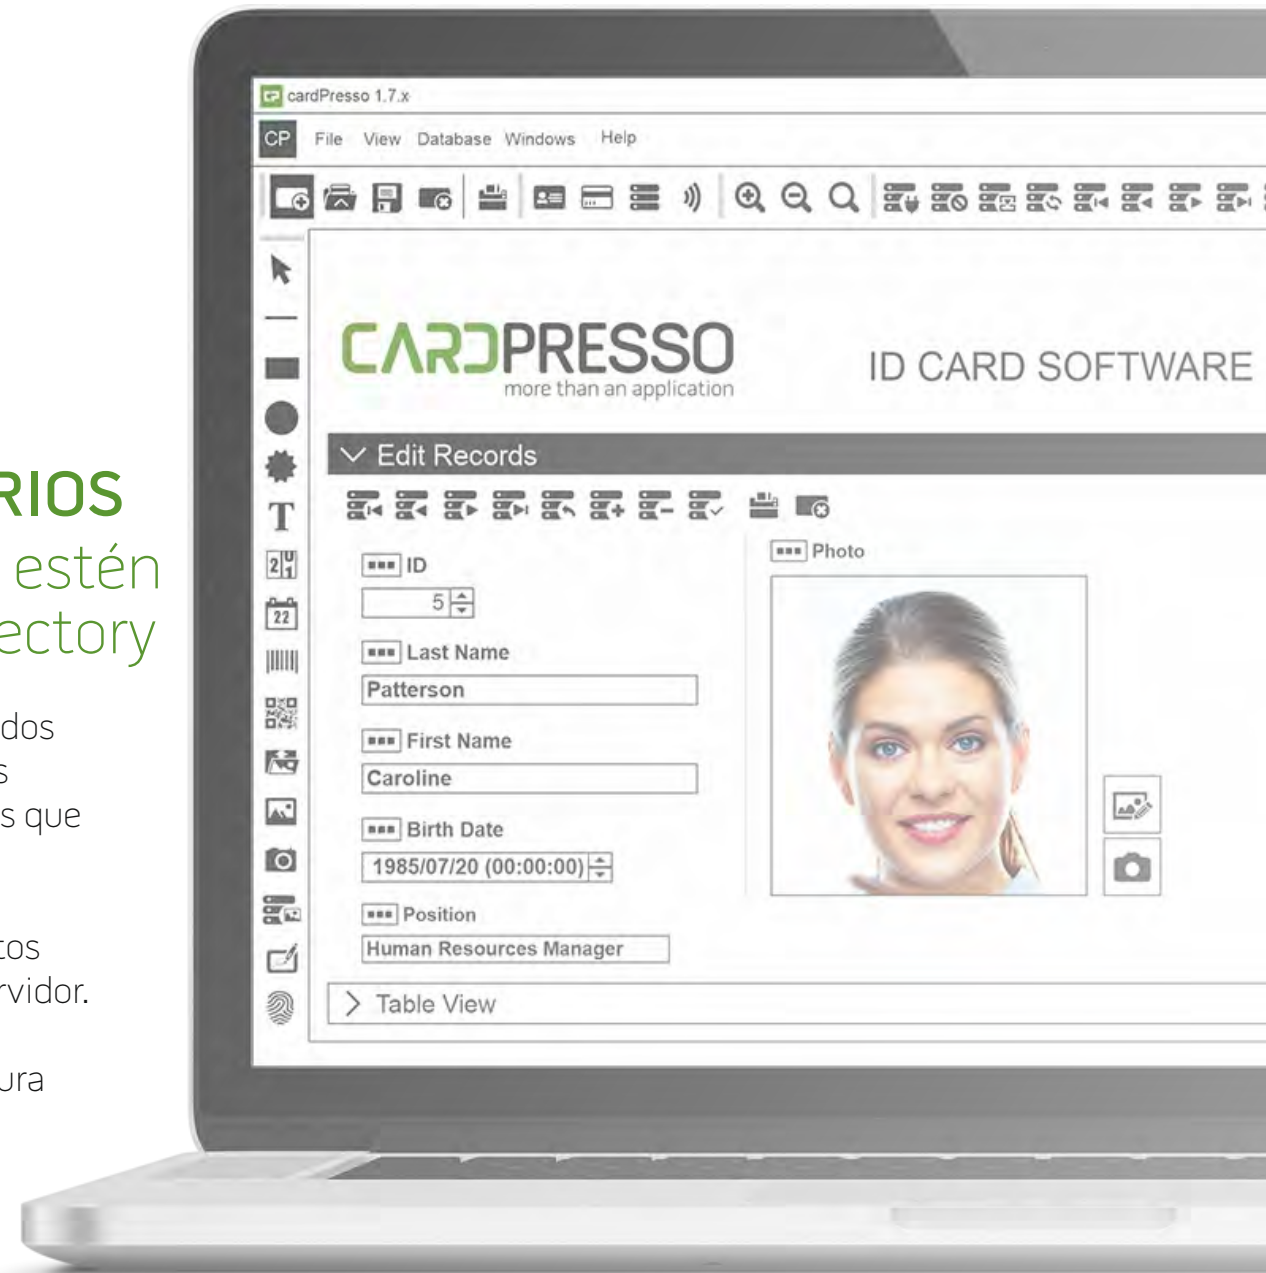 RIOS
estén
ectory
dos
s
s que
tos
rvidor.
ura
cardPresso 1.7.x
CP File View Database Windows Help
CARDPRESSO
more than an application
ID CARD SOFTWARE
Edit Records
ID
5
Last Name
Patterson
First Name
Caroline
Birth Date
1985/07/20 (00:00:00)
Position
Human Resources Manager
Photo
Table View
T
22